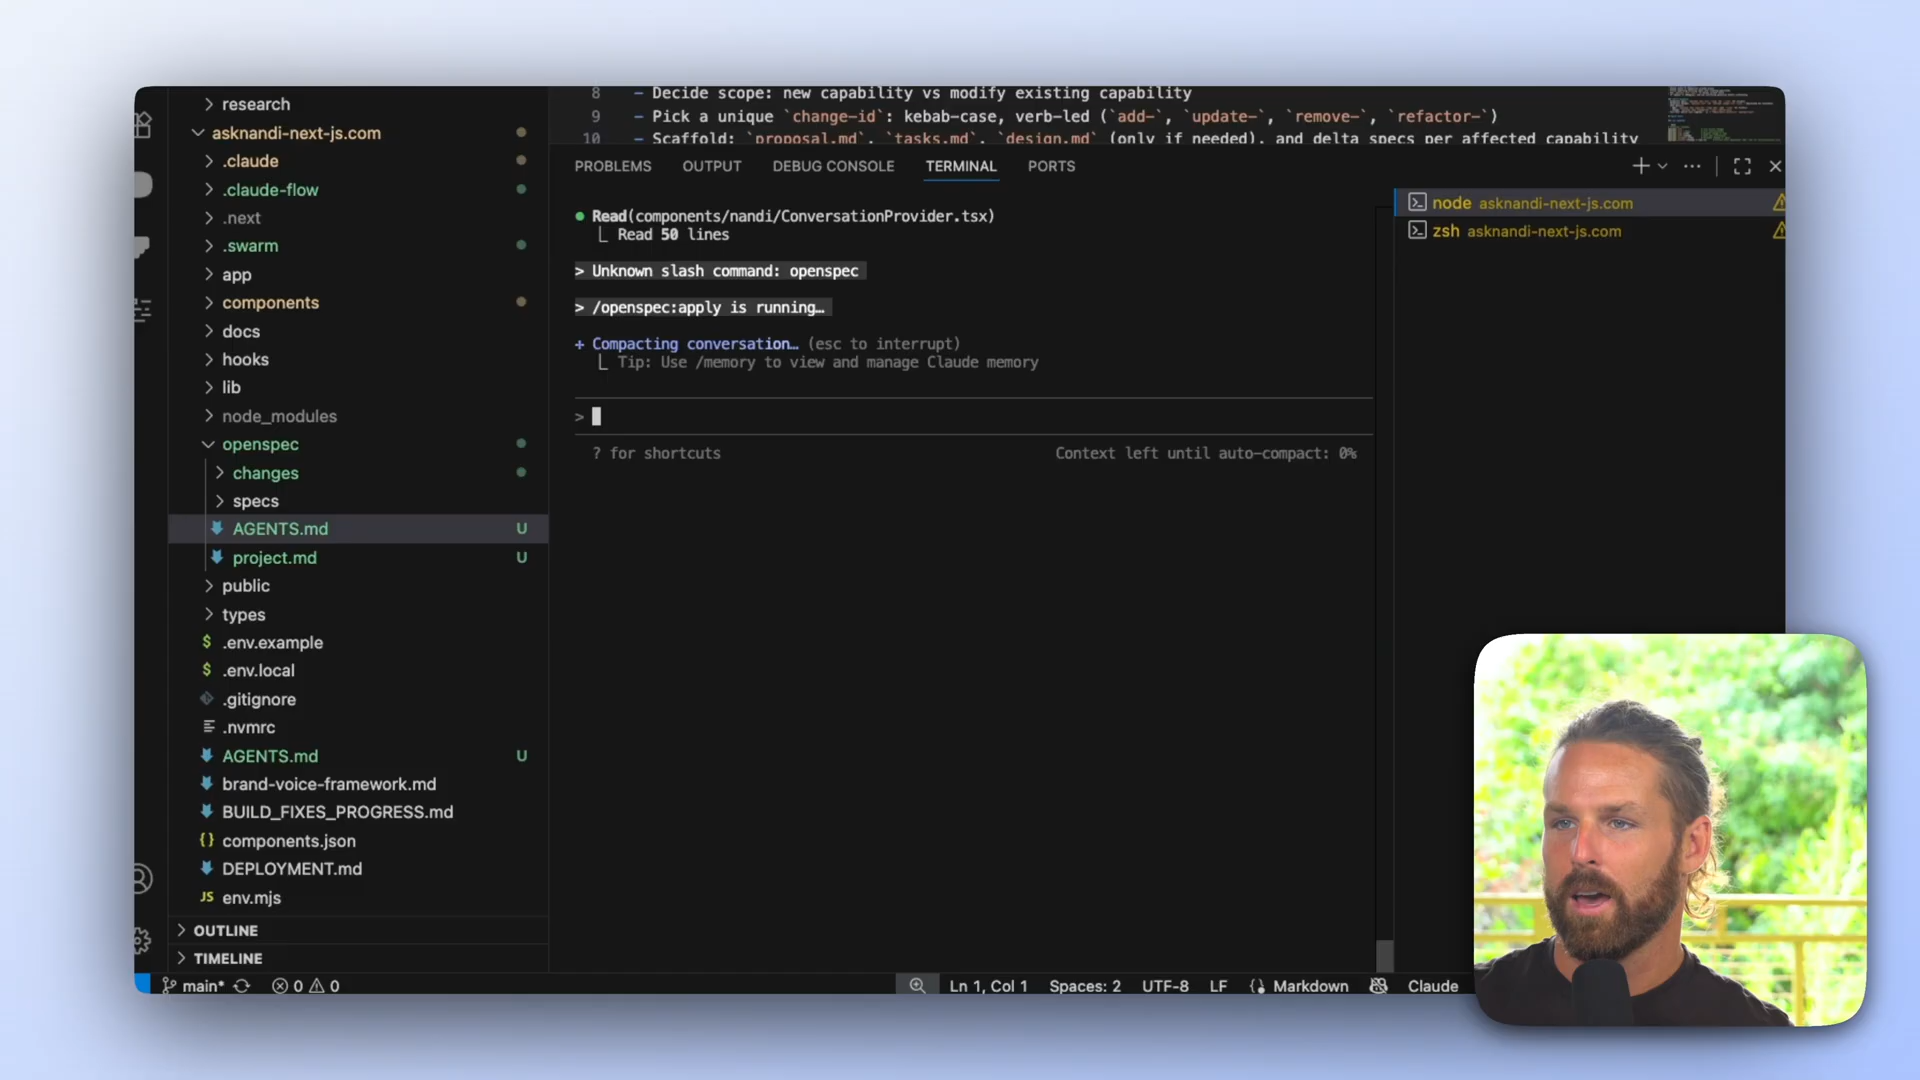 research
asknandi-next-js.com
.claude
.claude-flow
.next
.swarm
app
components
docs
hooks
lib
node_modules
openspec
changes
specs
AGENTS.md U
project.md U
public
types
.env.example
.env.local
.gitignore
.nvmrc
AGENTS.md U
brand-voice-framework.md
BUILD_FIXES_PROGRESS.md
components.json
DEPLOYMENT.md
JS env.mjs
OUTLINE
TIMELINE
8 - Decide scope: new capability vs modify existing capability
9 - Pick a unique `change-id`: kebab-case, verb-led (`add-`, `update-`, `remove-`, `refactor-`)
10 - Scaffold: `proposal.md`, `tasks.md`, `design.md` (only if needed), and delta specs per affected capability
PROBLEMS OUTPUT DEBUG CONSOLE TERMINAL PORTS
Read(components/nandi/ConversationProvider.tsx)
Read 50 lines
> Unknown slash command: openspec
> /openspec:apply is running…
+ Compacting conversation… (esc to interrupt)
Tip: Use /memory to view and manage Claude memory
>
? for shortcuts Context left until auto-compact: 0%
node asknandi-next-js.com
zsh asknandi-next-js.com
main* 0 0 Ln 1, Col 1 Spaces: 2 UTF-8 LF Markdown Claude